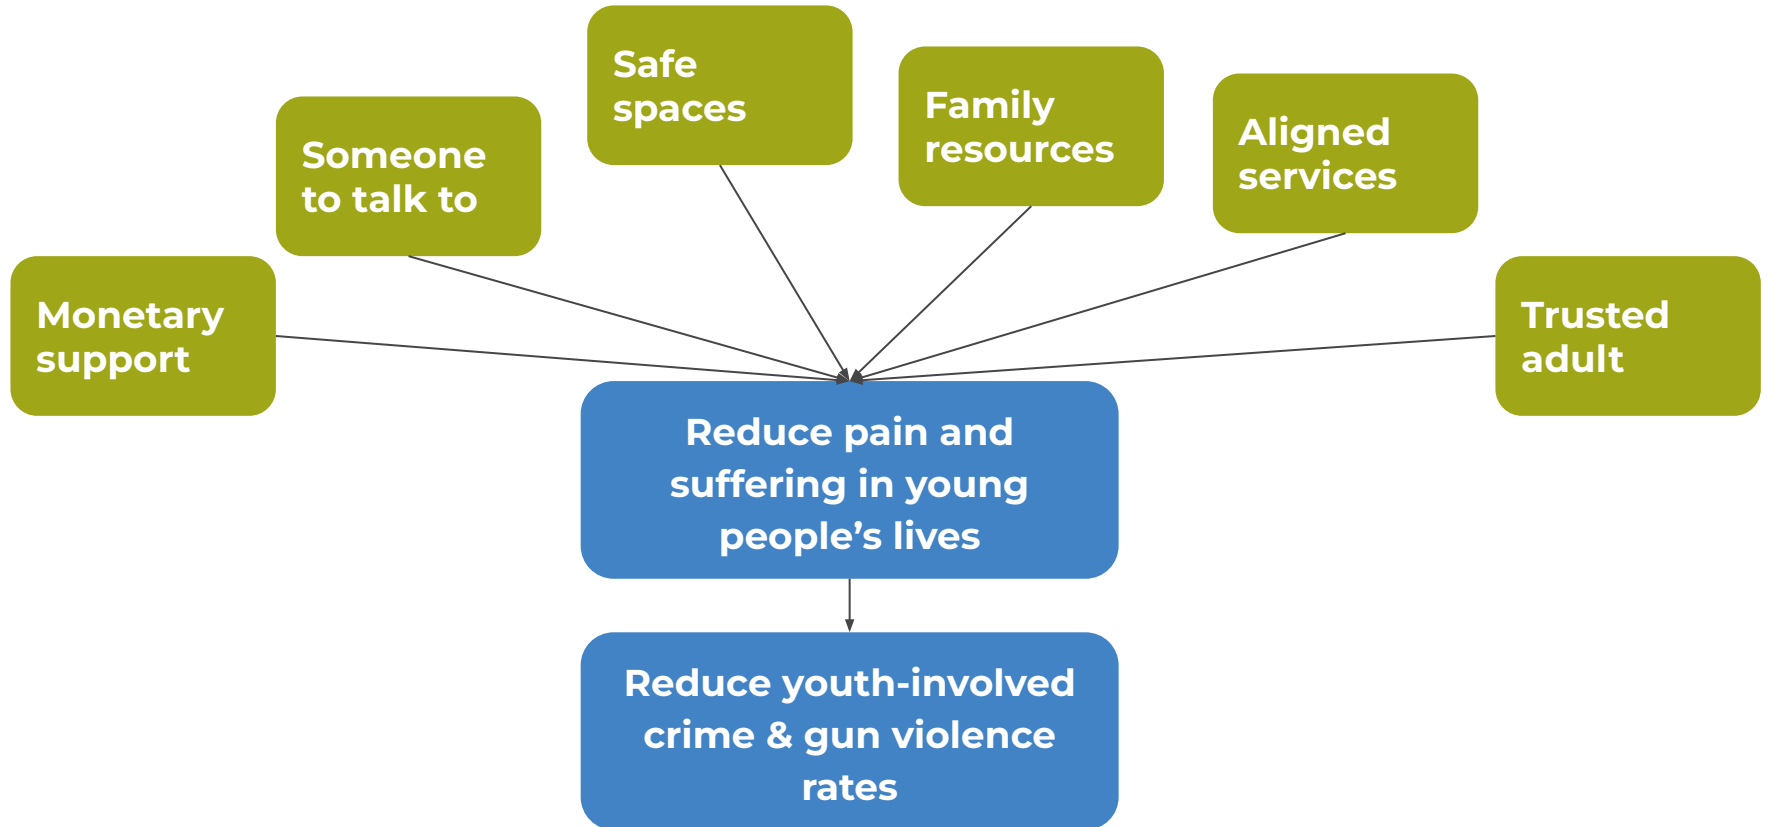 Safe
spaces
Family
resources
Aligned
services
Someone
to talk to
Monetary
support
Trusted
adult
Reduce pain and
suffering in young
people’s lives
Reduce youth-involved
crime & gun violence
rates